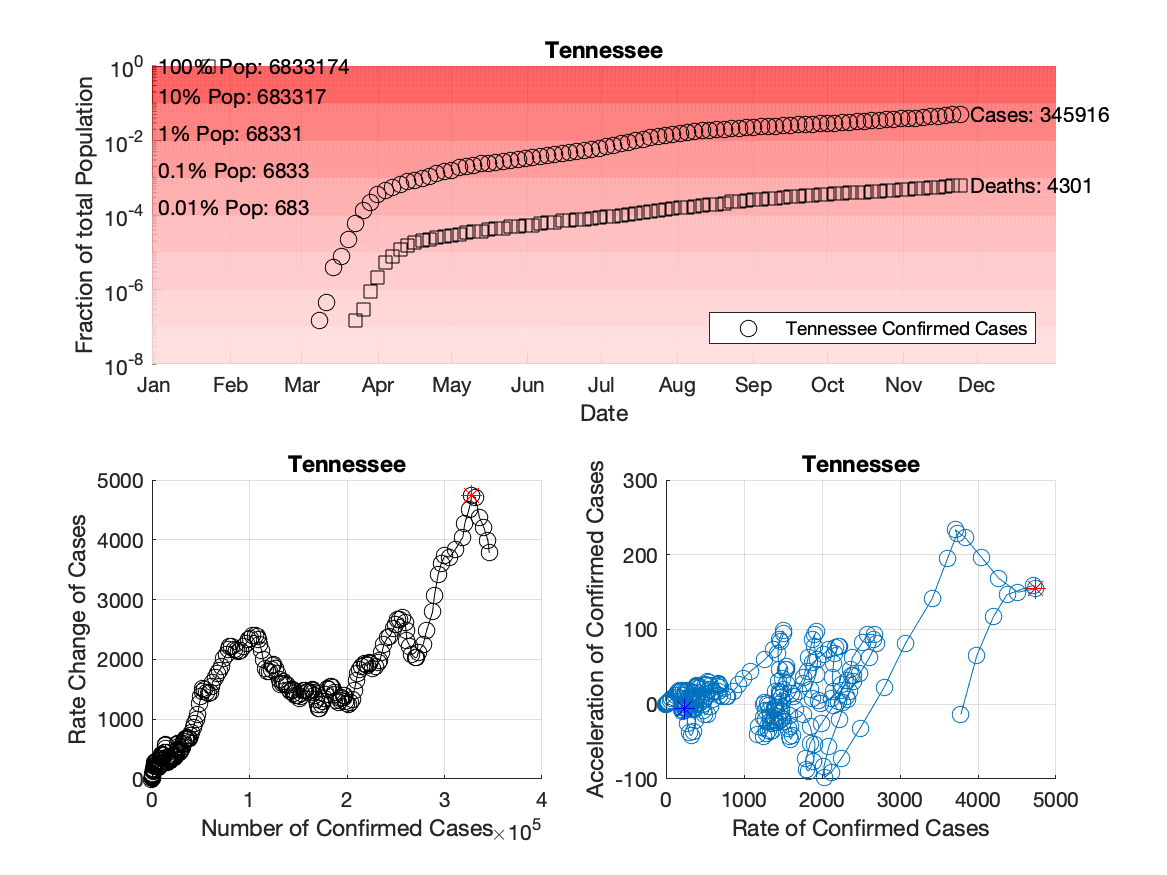 Tennessee
10^0
10^-2
10^-4
10^-6
10^-8
Fraction of total Population
100% Pop: 6833174
10% Pop: 683317
1% Pop: 68331
0.1% Pop: 6833
0.01% Pop: 683
Cases: 345916
Deaths: 4301
Tennessee Confirmed Cases
Jan Feb Mar Apr May Jun Jul Aug Sep Oct Nov Dec
Date
Tennessee
5000
4000
3000
2000
1000
0
Rate Change of Cases
0 1 2 3 4
Number of Confirmed Cases ×10^5
Tennessee
300
200
100
0
-100
Acceleration of Confirmed Cases
0 1000 2000 3000 4000 5000
Rate of Confirmed Cases